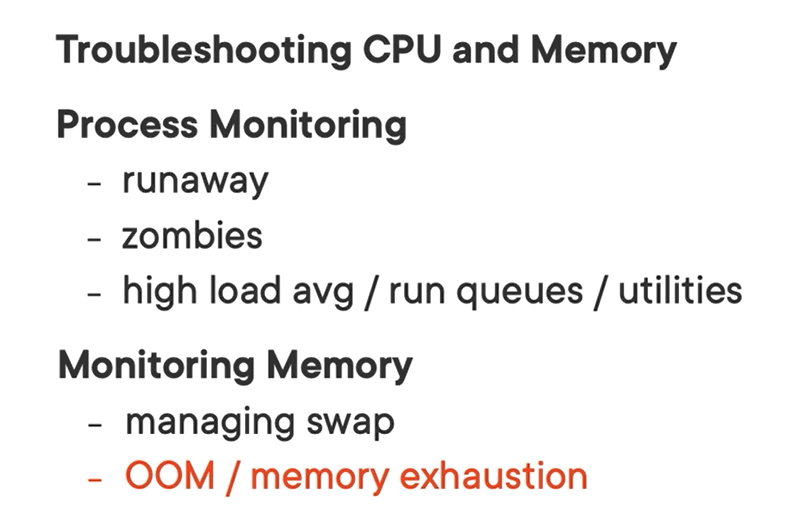 Troubleshooting CPU and Memory
Process Monitoring
- runaway
- zombies
- high load avg / run queues / utilities
Monitoring Memory
- managing swap
- OOM / memory exhaustion